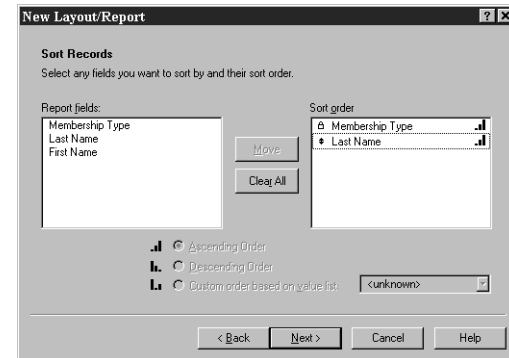 New Layout/Report
Sort Records
Select any fields you want to sort by and their sort order.
Report fields:
Membership Type
Last Name
First Name
Move
Clear All
Sort order
Membership Type
Last Name
Ascending Order
Descending Order
Custom order based on value list:
<unknown>
< Back
Next >
Cancel
Help